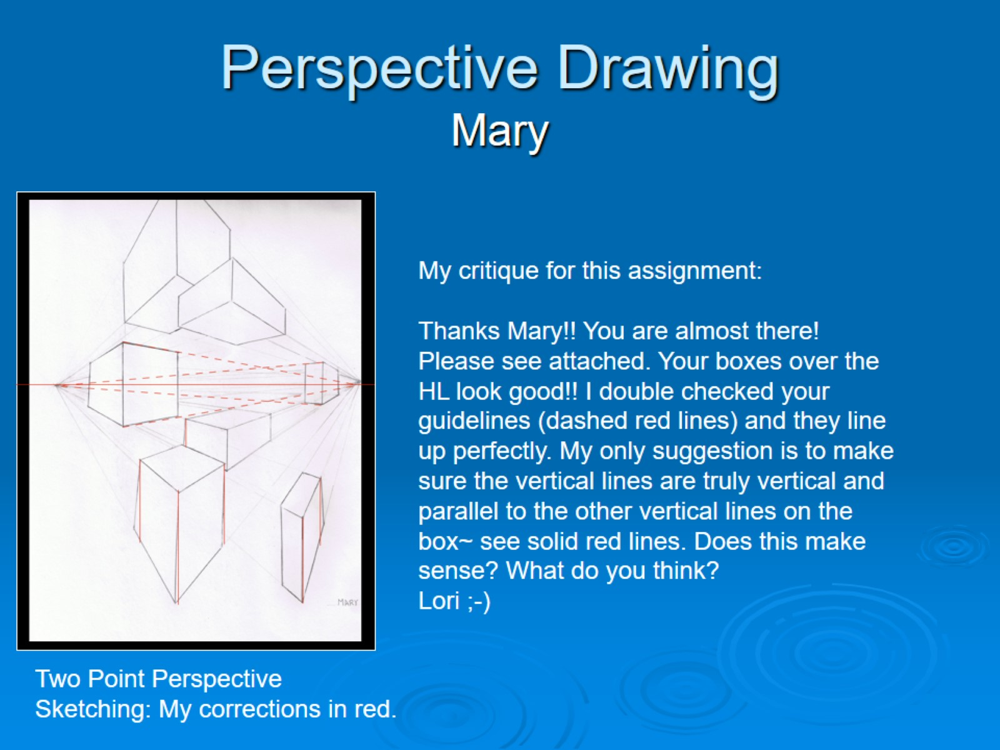 Perspective Drawing
Mary
My critique for this assignment:
Thanks Mary!! You are almost there!
Please see attached. Your boxes over the
HL look good!! I double checked your
guidelines (dashed red lines) and they line
up perfectly. My only suggestion is to make
sure the vertical lines are truly vertical and
parallel to the other vertical lines on the
box~ see solid red lines. Does this make
sense? What do you think?
Lori ;-)
MARY
Two Point Perspective
Sketching: My corrections in red.